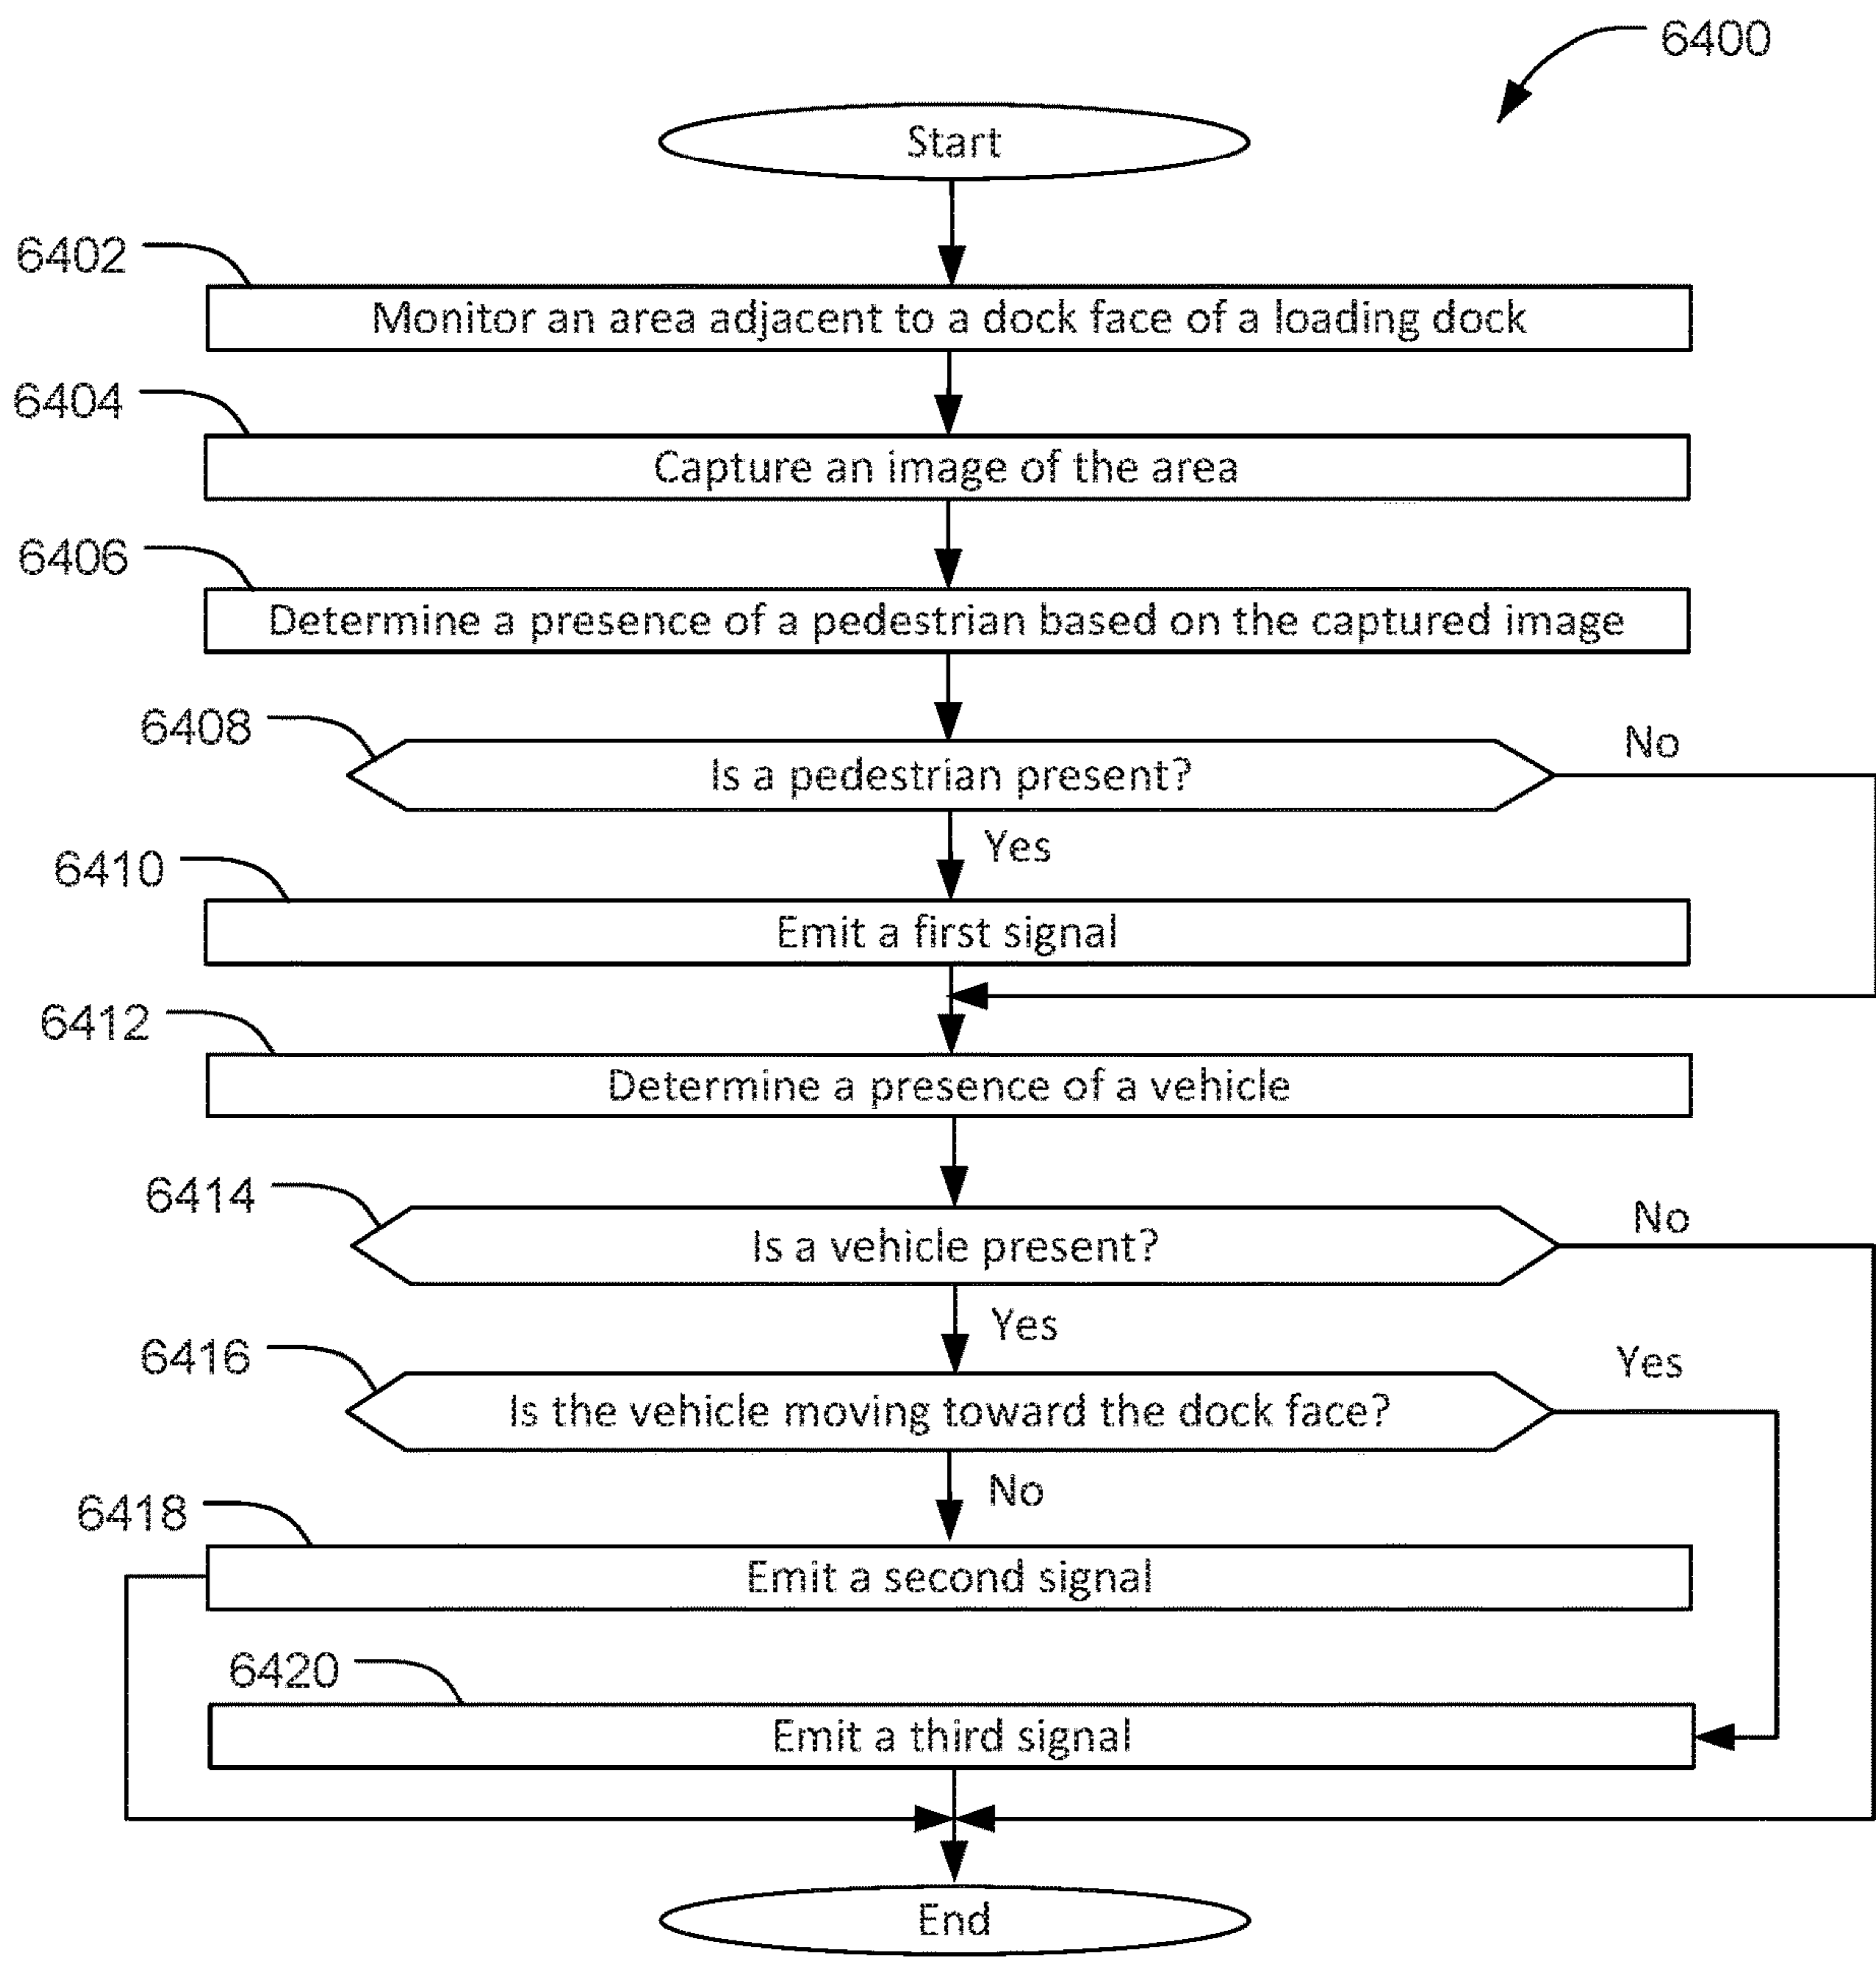 6400
Start
6402
Monitor an area adjacent to a dock face of a loading dock
6404
Capture an image of the area
6406
Determine a presence of a pedestrian based on the captured image
6408
Is a pedestrian present?
No
Yes
6410
Emit a first signal
6412
Determine a presence of a vehicle
6414
Is a vehicle present?
No
Yes
6416
Is the vehicle moving toward the dock face?
Yes
No
6418
Emit a second signal
6420
Emit a third signal
End